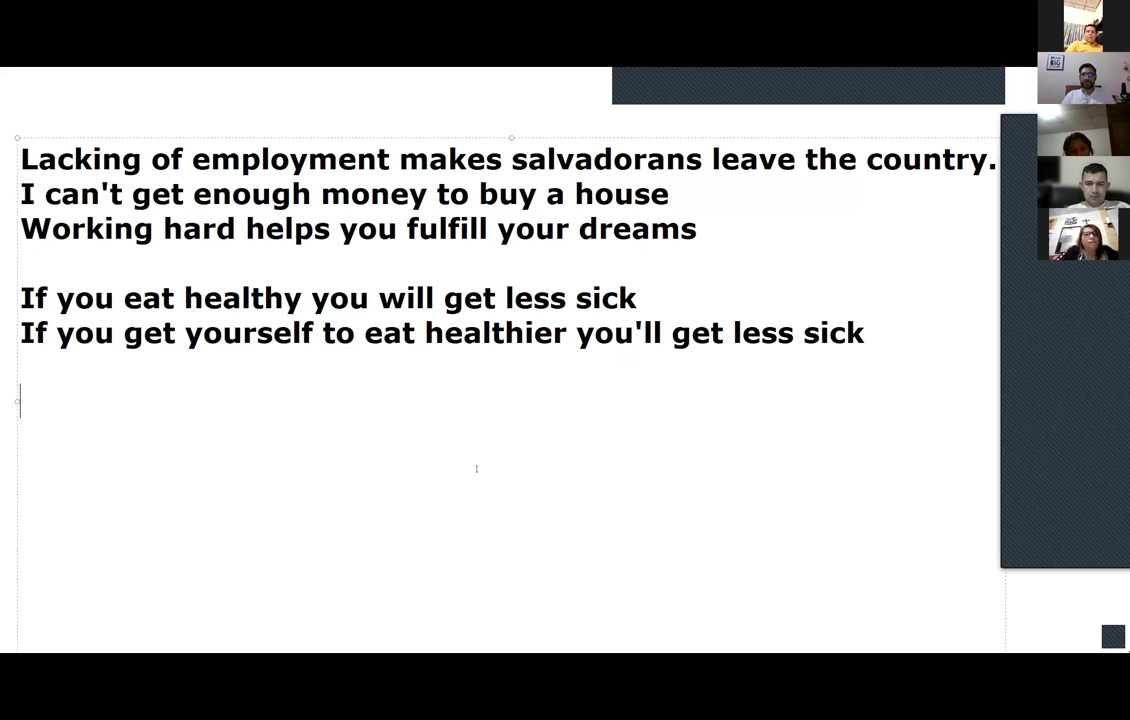 Lacking of employment makes salvadorans leave the country.
I can't get enough money to buy a house
Working hard helps you fulfill your dreams
If you eat healthy you will get less sick
If you get yourself to eat healthier you'll get less sick
BIG